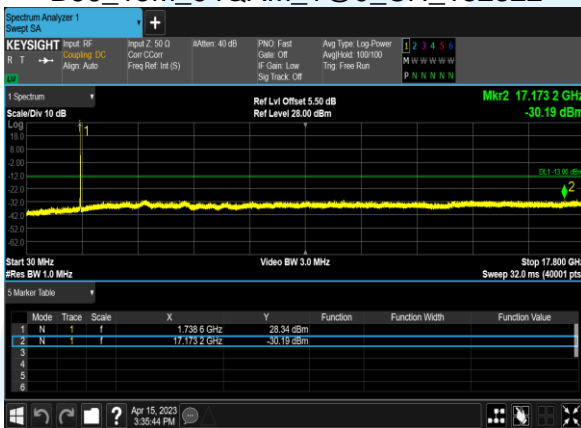 Spectrum Analyzer 1
Swept SA
+
KEYSIGHT
R T
LV
Input: RF
Coupling: DC
Align: Auto
Input Z: 50 Ω
Corr CCorr
Freq Ref: Int (S)
#Atten: 40 dB
PNO: Fast
Gate: Off
IF Gain: Low
Sig Track: Off
Avg Type: Log-Power
Avg|Hold: 100/100
Trig: Free Run
1 2 3 4 5 6
M W W W W W
P N N N N N
1 Spectrum
Scale/Div 10 dB
Ref Lvl Offset 5.50 dB
Ref Level 28.00 dBm
Mkr2 17.173 2 GHz
-30.19 dBm
Log
18.0
8.00
-2.00
-12.0
-22.0
-32.0
-42.0
-52.0
-62.0
1
DL1 -13.00 dBm
2
Start 30 MHz
#Res BW 1.0 MHz
Video BW 3.0 MHz
Stop 17.800 GHz
Sweep 32.0 ms (40001 pts)
5 Marker Table
Mode Trace Scale X Y Function Function Width Function Value
1 N 1 f 1.738 6 GHz 28.34 dBm
2 N 1 f 17.173 2 GHz -30.19 dBm
3
4
5
6
?
Apr 15, 2023
3:35:44 PM